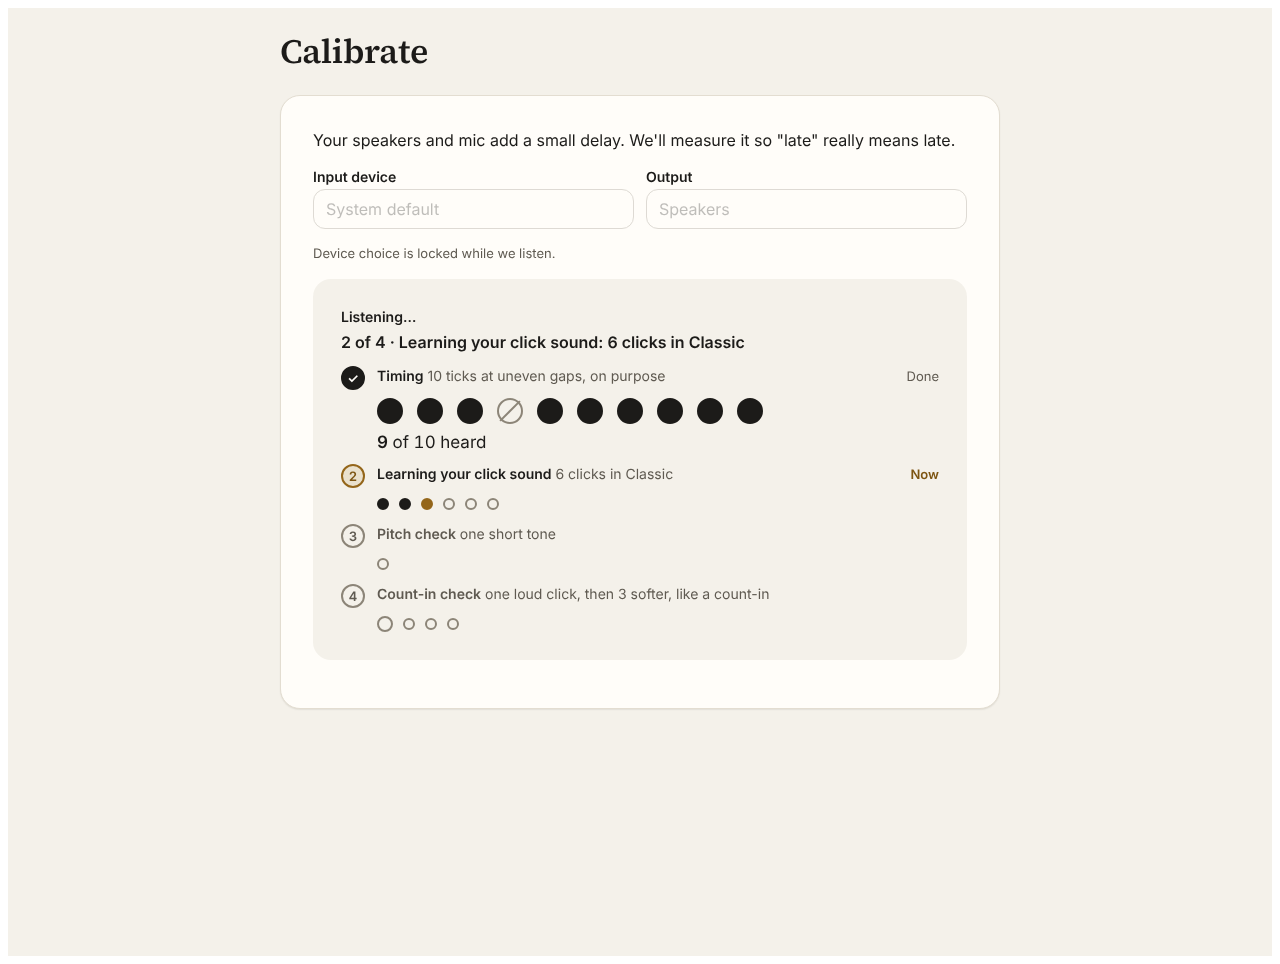 Calibrate
Your speakers and mic add a small delay. We'll measure it so "late" really means late.
Input device
Output
System default
Speakers
Device choice is locked while we listen.
Listening…
2 of 4 · Learning your click sound: 6 clicks in Classic
Timing 10 ticks at uneven gaps, on purpose Done
9 of 10 heard
2 Learning your click sound 6 clicks in Classic Now
3 Pitch check one short tone
4 Count-in check one loud click, then 3 softer, like a count-in